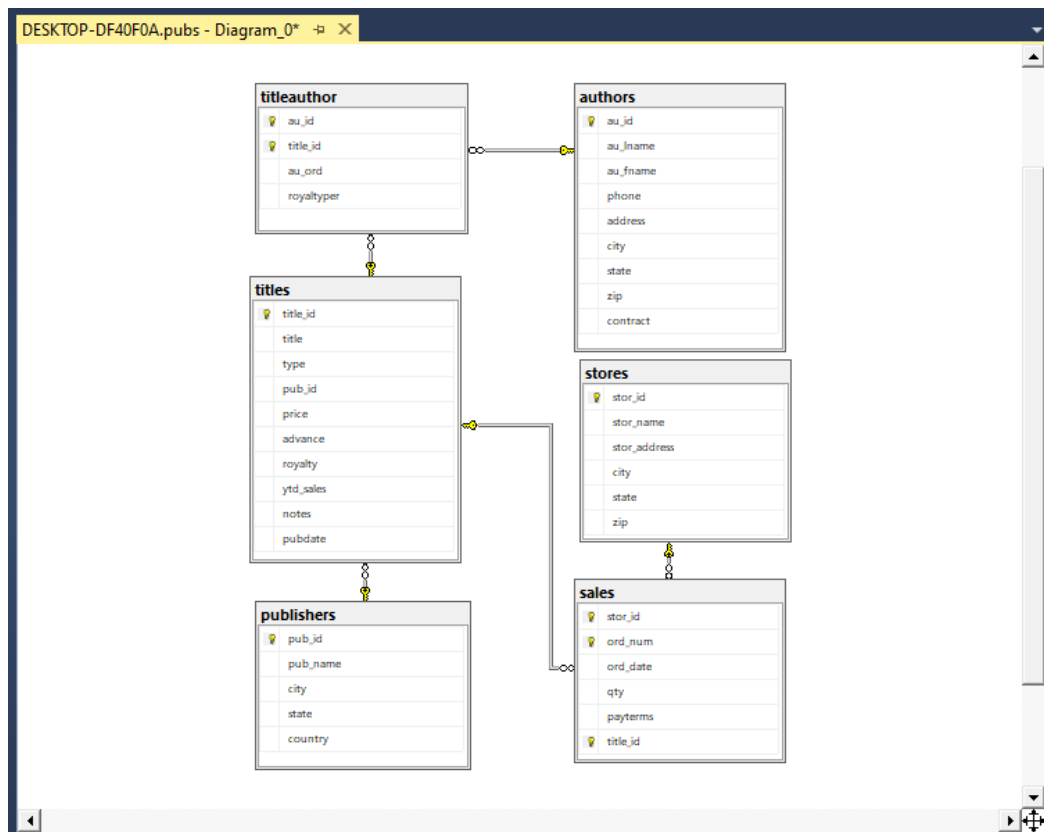 DESKTOP-DF40F0A.pubs - Diagram_0*
titleauthor
au_id
title_id
au_ord
royaltyper
authors
au_id
au_lname
au_fname
phone
address
city
state
zip
contract
titles
title_id
title
type
pub_id
price
advance
royalty
ytd_sales
notes
pubdate
stores
stor_id
stor_name
stor_address
city
state
zip
publishers
pub_id
pub_name
city
state
country
sales
stor_id
ord_num
ord_date
qty
payterms
title_id